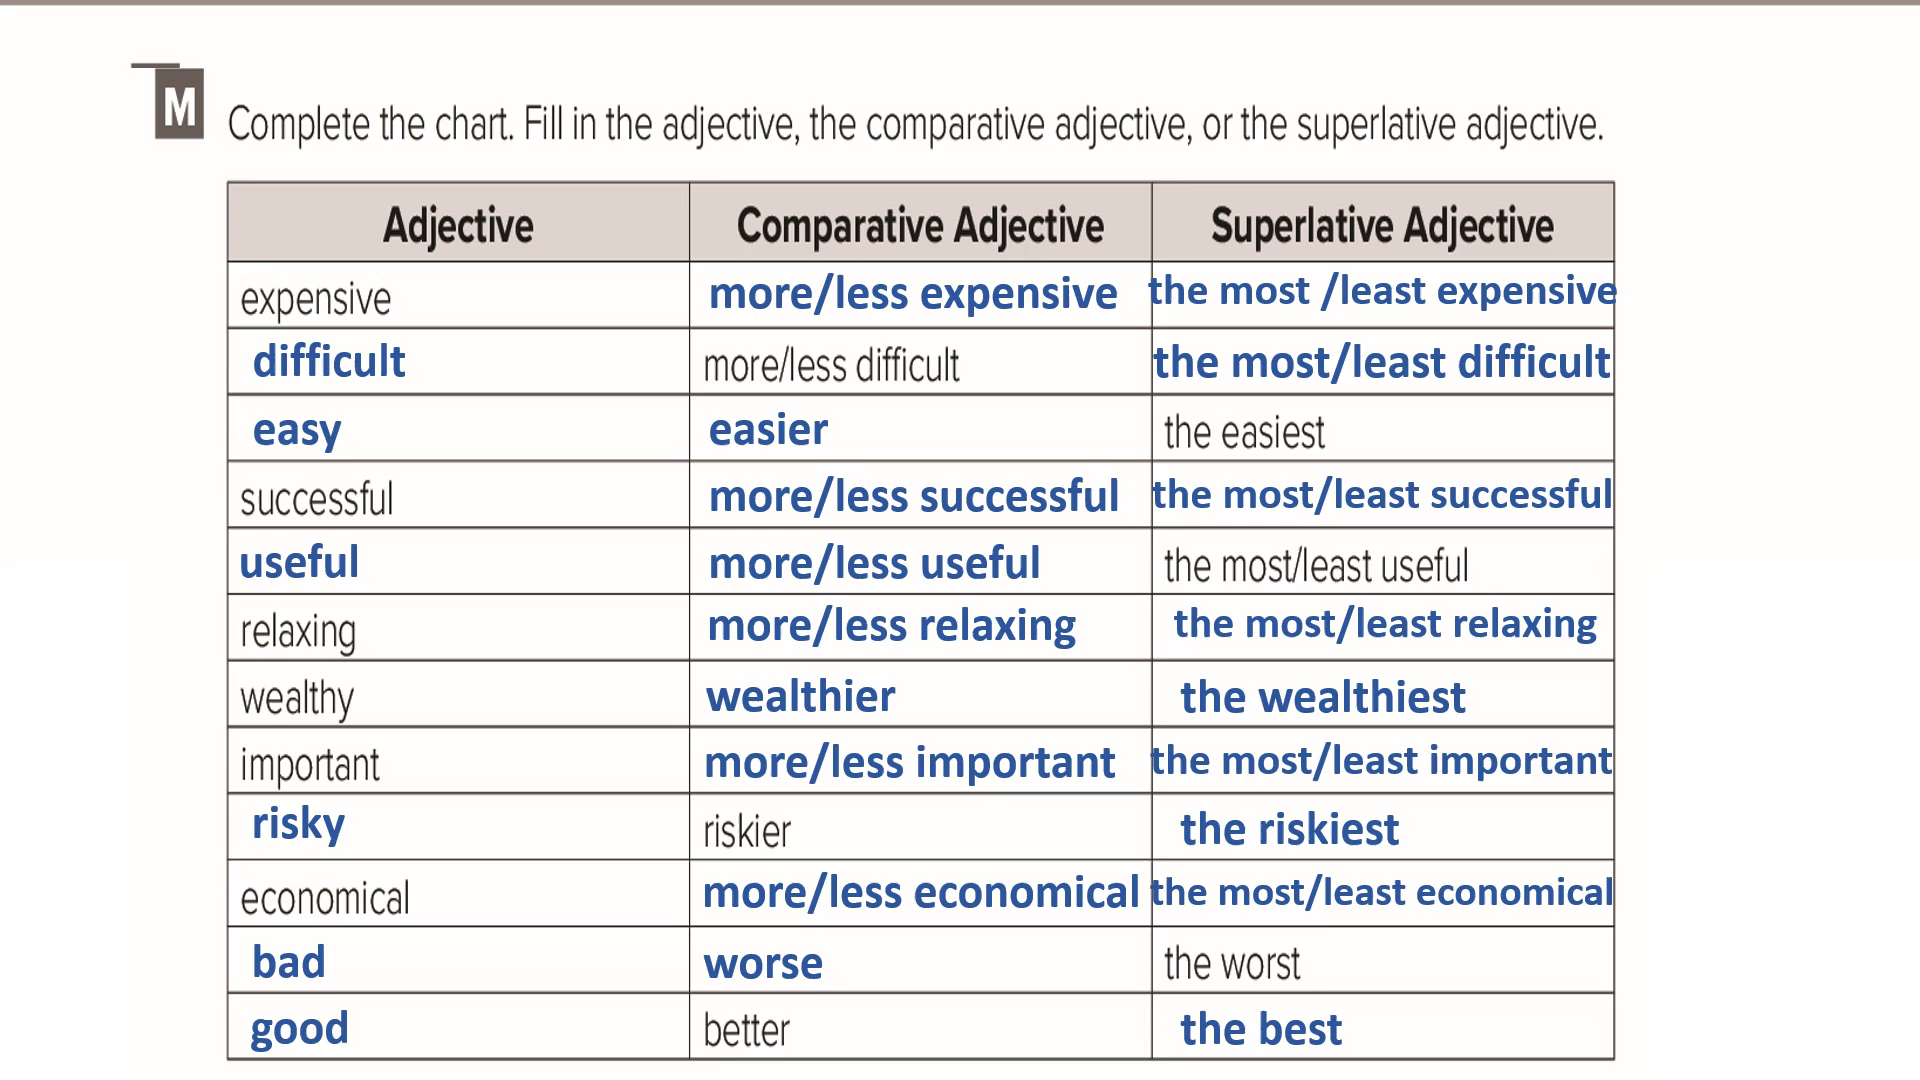 M
Complete the chart. Fill in the adjective, the comparative adjective, or the superlative adjective.
Adjective Comparative Adjective Superlative Adjective
expensive more/less expensive the most /least expensive
difficult more/less difficult the most/least difficult
easy easier the easiest
successful more/less successful the most/least successful
useful more/less useful the most/least useful
relaxing more/less relaxing the most/least relaxing
wealthy wealthier the wealthiest
important more/less important the most/least important
risky riskier the riskiest
economical more/less economical the most/least economical
bad worse the worst
good better the best